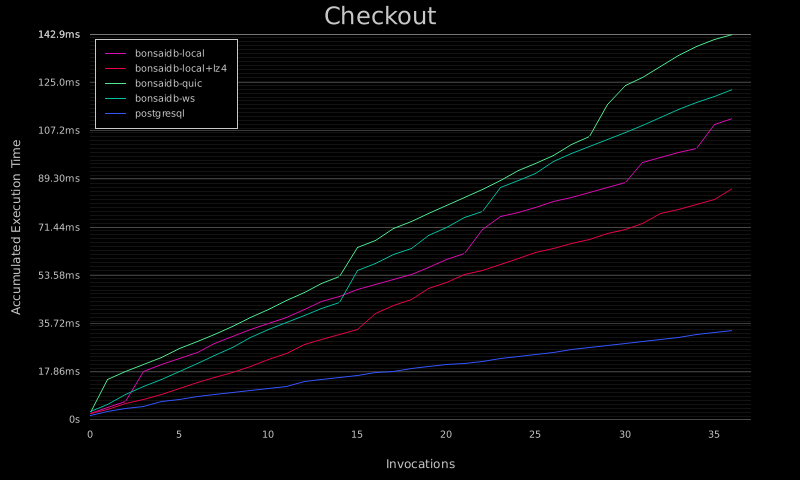 Checkout
142.9ms
125.0ms
107.2ms
89.30ms
71.44ms
53.58ms
35.72ms
17.86ms
0s
bonsaidb-local
bonsaidb-local+lz4
bonsaidb-quic
bonsaidb-ws
postgresql
Accumulated Execution Time
0 5 10 15 20 25 30 35
Invocations